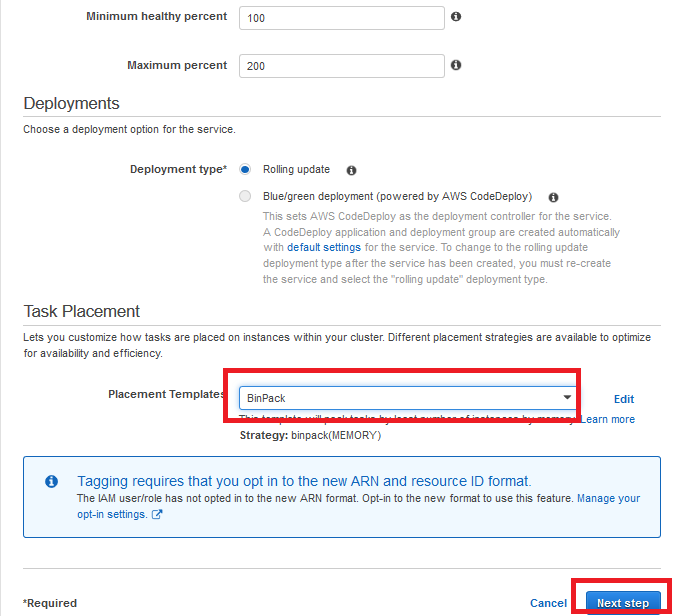 Minimum healthy percent 100
Maximum percent 200
Deployments
Choose a deployment option for the service.
Deployment type* Rolling update
Blue/green deployment (powered by AWS CodeDeploy)
This sets AWS CodeDeploy as the deployment controller for the service.
A CodeDeploy application and deployment group are created automatically
with default settings for the service. To change to the rolling update
deployment type after the service has been created, you must re-create
the service and select the "rolling update" deployment type.
Task Placement
Lets you customize how tasks are placed on instances within your cluster. Different placement strategies are available to optimize
for availability and efficiency.
Placement Templates BinPack Edit
This template will pack tasks by least number of instances by memory. Learn more
Strategy: binpack(MEMORY)
Tagging requires that you opt in to the new ARN and resource ID format.
The IAM user/role has not opted in to the new ARN format. Opt-in to the new format to use this feature. Manage your
opt-in settings.
*Required Cancel Next step